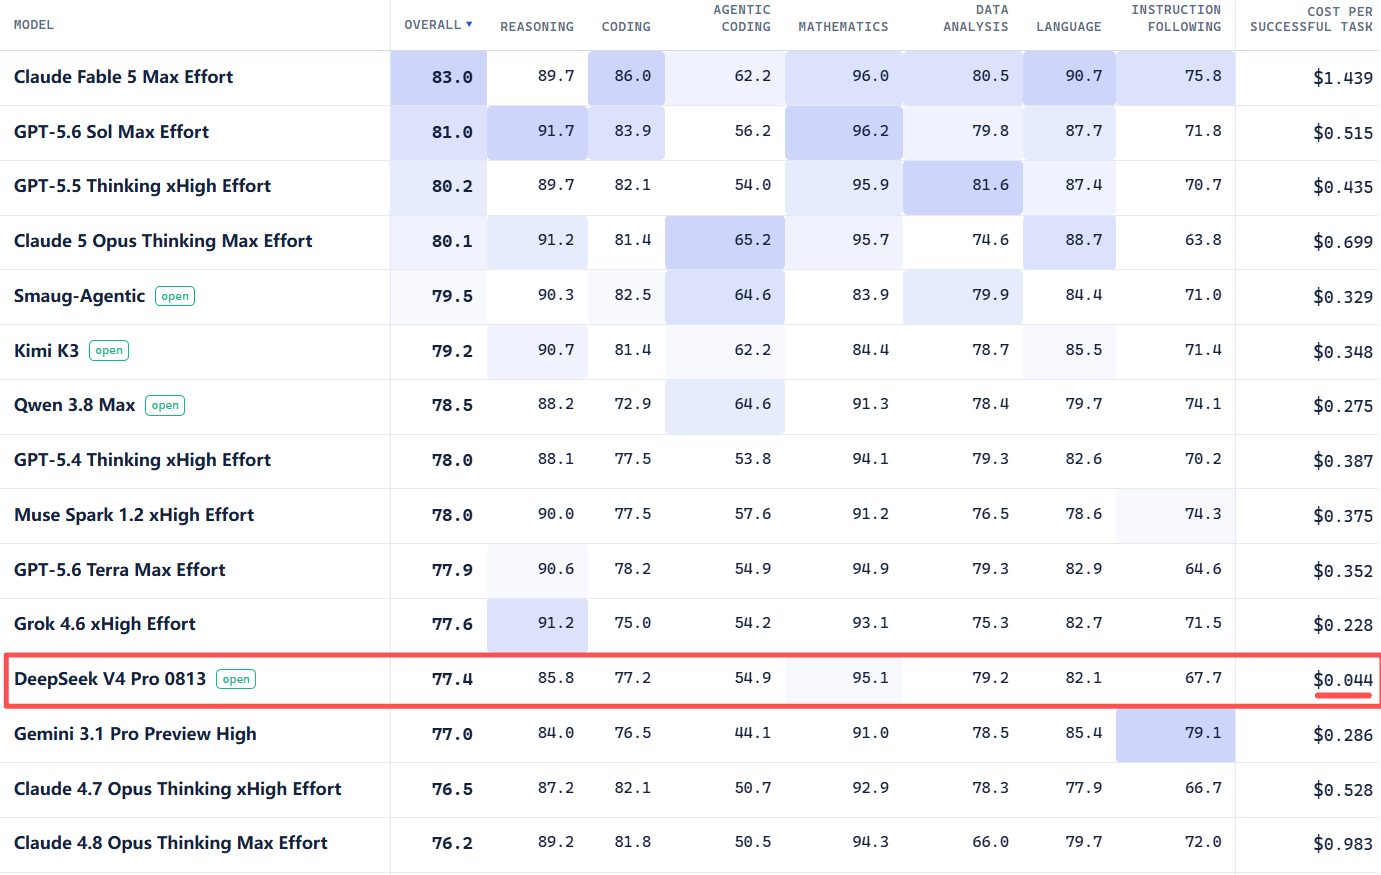 MODEL OVERALL▼ REASONING CODING AGENTIC CODING MATHEMATICS DATA ANALYSIS LANGUAGE INSTRUCTION FOLLOWING COST PER SUCCESSFUL TASK
Claude Fable 5 Max Effort 83.0 89.7 86.0 62.2 96.0 80.5 90.7 75.8 $1.439
GPT-5.6 Sol Max Effort 81.0 91.7 83.9 56.2 96.2 79.8 87.7 71.8 $0.515
GPT-5.5 Thinking xHigh Effort 80.2 89.7 82.1 54.0 95.9 81.6 87.4 70.7 $0.435
Claude 5 Opus Thinking Max Effort 80.1 91.2 81.4 65.2 95.7 74.6 88.7 63.8 $0.699
Smaug-Agentic open 79.5 90.3 82.5 64.6 83.9 79.9 84.4 71.0 $0.329
Kimi K3 open 79.2 90.7 81.4 62.2 84.4 78.7 85.5 71.4 $0.348
Qwen 3.8 Max open 78.5 88.2 72.9 64.6 91.3 78.4 79.7 74.1 $0.275
GPT-5.4 Thinking xHigh Effort 78.0 88.1 77.5 53.8 94.1 79.3 82.6 70.2 $0.387
Muse Spark 1.2 xHigh Effort 78.0 90.0 77.5 57.6 91.2 76.5 78.6 74.3 $0.375
GPT-5.6 Terra Max Effort 77.9 90.6 78.2 54.9 94.9 79.3 82.9 64.6 $0.352
Grok 4.6 xHigh Effort 77.6 91.2 75.0 54.2 93.1 75.3 82.7 71.5 $0.228
DeepSeek V4 Pro 0813 open 77.4 85.8 77.2 54.9 95.1 79.2 82.1 67.7 $0.044
Gemini 3.1 Pro Preview High 77.0 84.0 76.5 44.1 91.0 78.5 85.4 79.1 $0.286
Claude 4.7 Opus Thinking xHigh Effort 76.5 87.2 82.1 50.7 92.9 78.3 77.9 66.7 $0.528
Claude 4.8 Opus Thinking Max Effort 76.2 89.2 81.8 50.5 94.3 66.0 79.7 72.0 $0.983